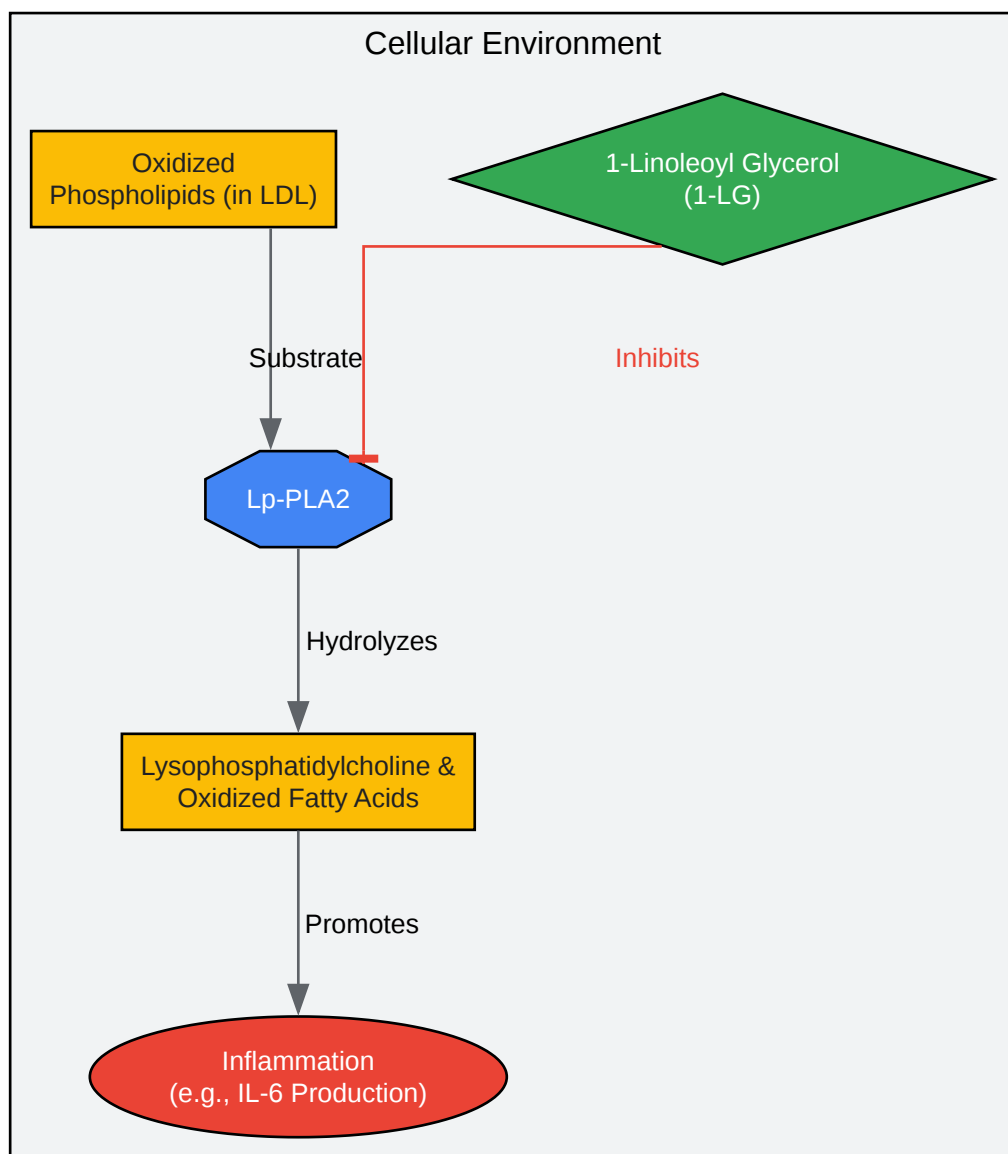 Cellular Environment
Oxidized
Phospholipids (in LDL)
1-Linoleoyl Glycerol
(1-LG)
Substrate
Inhibits
Lp-PLA2
Hydrolyzes
Lysophosphatidylcholine &
Oxidized Fatty Acids
Promotes
Inflammation
(e.g., IL-6 Production)